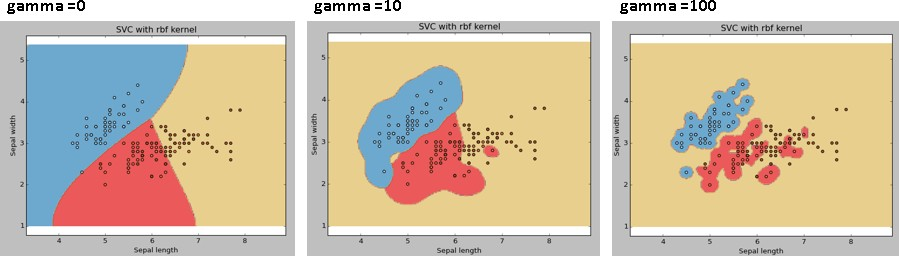 gamma =0
gamma =10
gamma =100
SVC with rbf kernel
SVC with rbf kernel
SVC with rbf kernel
5
4
3
2
1
Sepal width
4
5
6
7
8
Sepal length
5
4
3
2
1
Sepal width
4
5
6
7
8
Sepal length
5
4
3
2
1
Sepal width
4
5
6
7
8
Sepal length